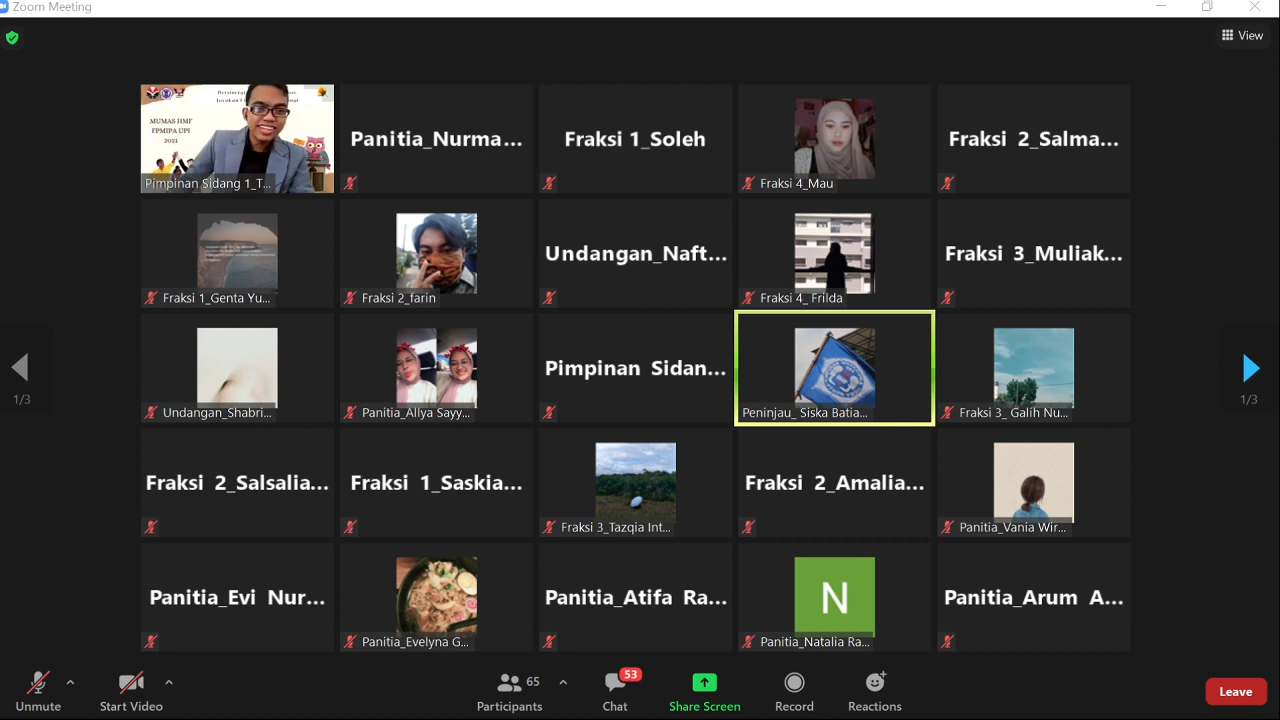 Zoom Meeting
View
MUMAS HMF
FPMIPA UPI
2021
Pimpinan Sidang 1_T...
Panitia_Nurma...
Fraksi 1_Soleh
Fraksi 4_Mau
Fraksi 2_Salma...
Fraksi 1_Genta Yu...
Fraksi 2_farin
Undangan_Naft...
Fraksi 4_ Frilda
Fraksi 3_Muliak...
1/3
Undangan_Shabri...
Panitia_Allya Sayy...
Pimpinan Sidan...
Peninjau_ Siska Batia...
Fraksi 3_ Galih Nu...
1/3
Fraksi 2_Salsalia...
Fraksi 1_Saskia...
Fraksi 3_Tazqia Int...
Fraksi 2_Amalia...
Panitia_Vania Wir...
Panitia_Evi Nur...
Panitia_Evelyna G...
Panitia_Atifa Ra...
N
Panitia_Natalia Ra...
Panitia_Arum A...
65
53
Unmute
Start Video
Participants
Chat
Share Screen
Record
Reactions
Leave